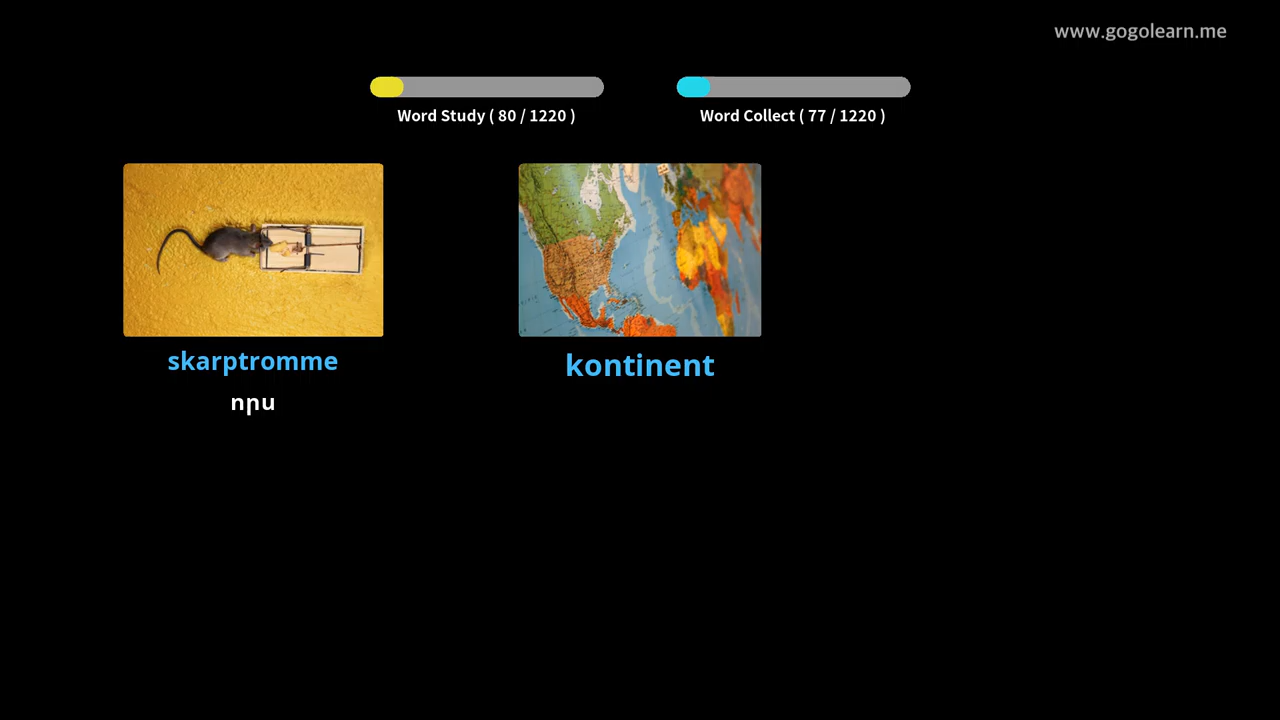 www.gogolearn.me
Word Study ( 80 / 1220 )
Word Collect ( 77 / 1220 )
skarptromme
որս
kontinent